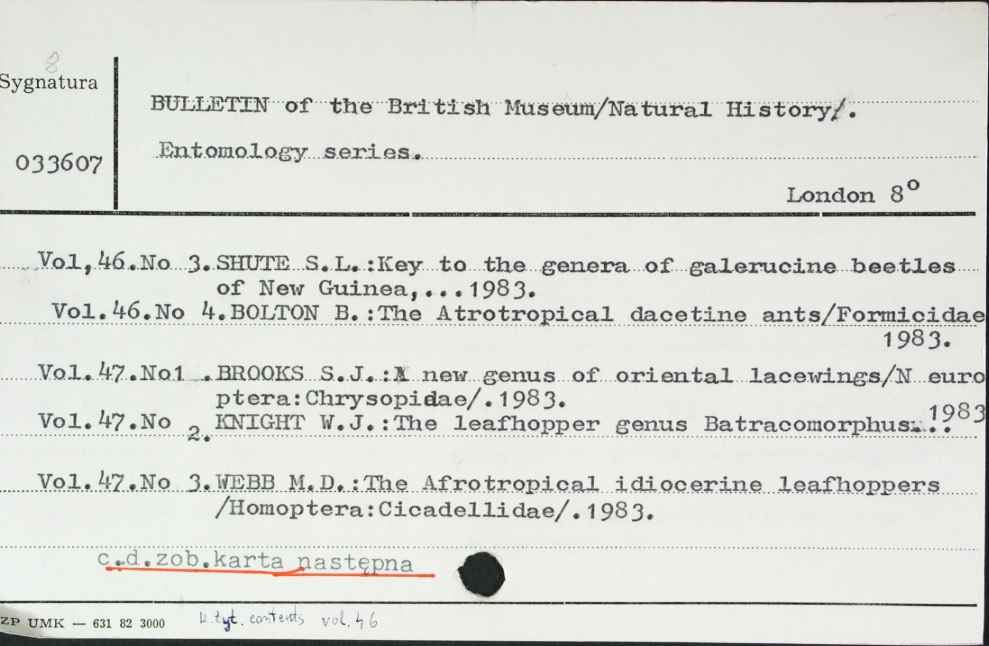 8
Sygnatura
BULLETIN of the British Museum/Natural History/.
033607
Entomology series.
London 8°
Vol,46.No 3.SHUTE S.L.:Key to the genera of galerucine beetles
of New Guinea,...1983.
Vol.46.No 4.BOLTON B.:The Atrotropical dacetine ants/Formicidae
1983.
Vol.47.No1 .BROOKS S.J.: new genus of oriental lacewings/N euro
ptera:Chrysopidae/.1983.
Vol.47.No 2.KNIGHT W.J.:The leafhopper genus Batracomorphus... 1983
Vol.47.No 3.WEBB M.D.:The Afrotropical idiocerine leafhoppers
/Homoptera:Cicadellidae/.1983.
c.d.zob.karta następna
ZP UMK — 631 82 3000 tyt. contents vol. 46